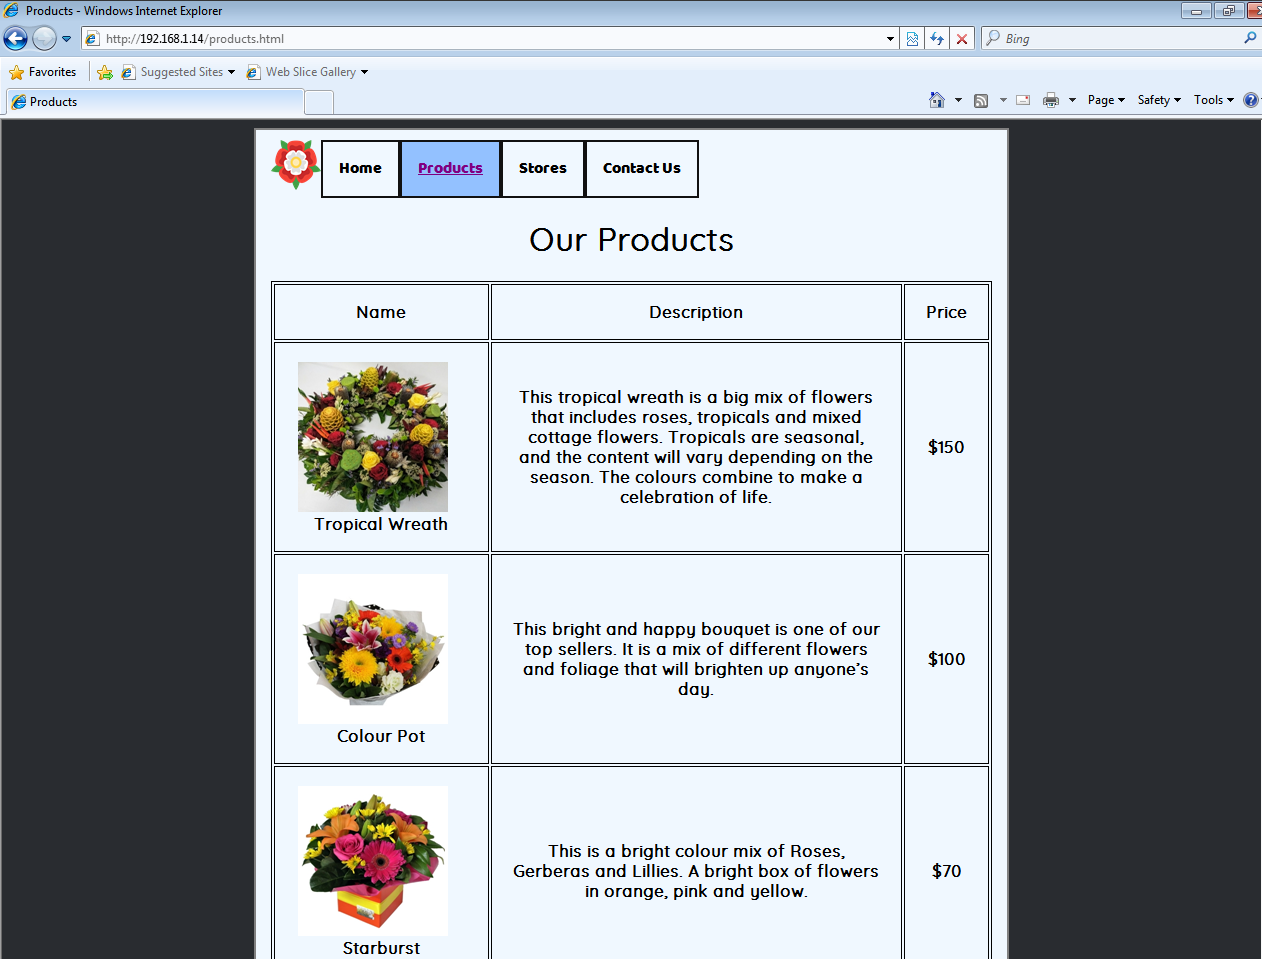 Products - Windows Internet Explorer
http://192.168.1.14/products.html
Bing
Favorites
Suggested Sites
Web Slice Gallery
Products
Page
Safety
Tools
Home
Products
Stores
Contact Us
Our Products
Name
Description
Price
This tropical wreath is a big mix of flowers
that includes roses, tropicals and mixed
cottage flowers. Tropicals are seasonal,
and the content will vary depending on the
season. The colours combine to make a
celebration of life.
$150
Tropical Wreath
This bright and happy bouquet is one of our
top sellers. It is a mix of different flowers
and foliage that will brighten up anyone's
day.
$100
Colour Pot
This is a bright colour mix of Roses,
Gerberas and Lillies. A bright box of flowers
in orange, pink and yellow.
$70
Starburst